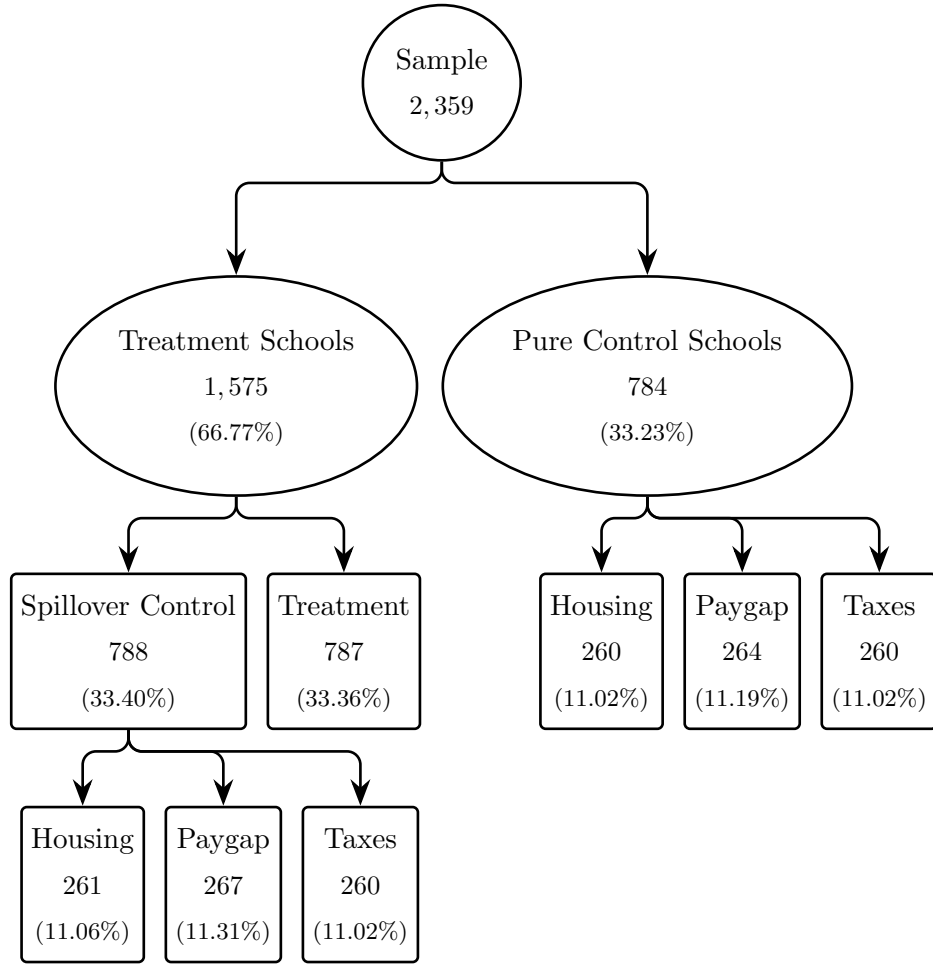 Sample
2,359
Treatment Schools
1,575
(66.77%)
Pure Control Schools
784
(33.23%)
Spillover Control
788
(33.40%)
Treatment
787
(33.36%)
Housing
260
(11.02%)
Paygap
264
(11.19%)
Taxes
260
(11.02%)
Housing
261
(11.06%)
Paygap
267
(11.31%)
Taxes
260
(11.02%)